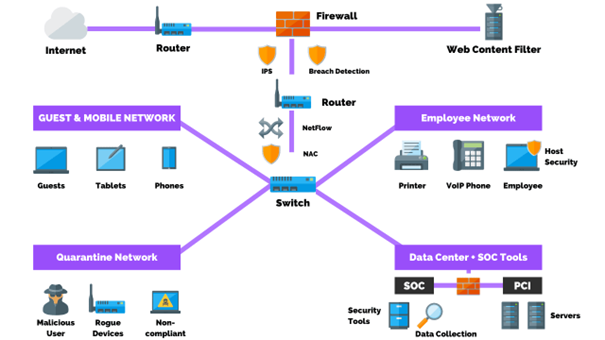 Internet
Router
Firewall
Web Content Filter
IPS
Breach Detection
Router
GUEST & MOBILE NETWORK
Employee Network
NetFlow
NAC
Guests
Tablets
Phones
Printer
VoIP Phone
Employee
Host
Security
Switch
Quarantine Network
Data Center + SOC Tools
SOC
PCI
Malicious
User
Rogue
Devices
Non-
compliant
Security
Tools
Data Collection
Servers